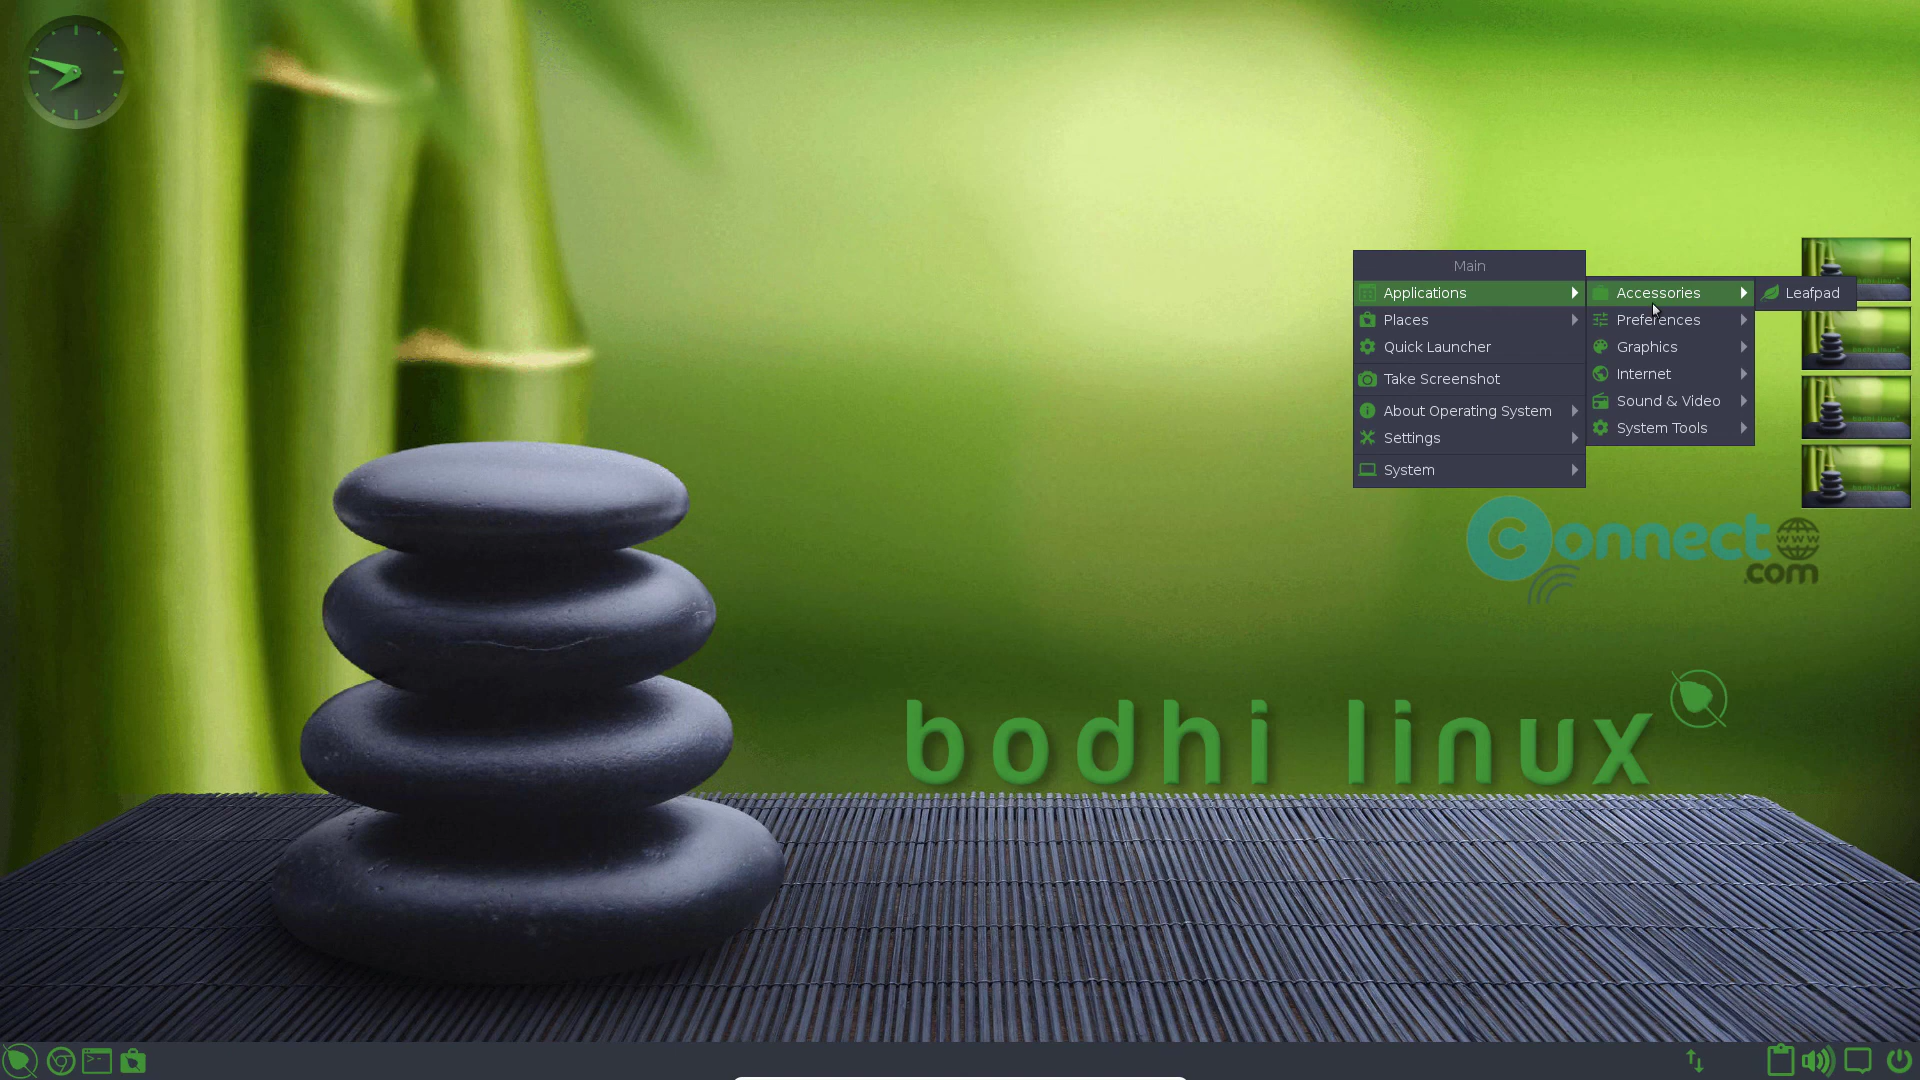 Main
Applications
Places
Quick Launcher
Take Screenshot
About Operating System
Settings
System
Accessories
Preferences
Graphics
Internet
Sound & Video
System Tools
Leafpad
Connect
www
.com
bodhi linux